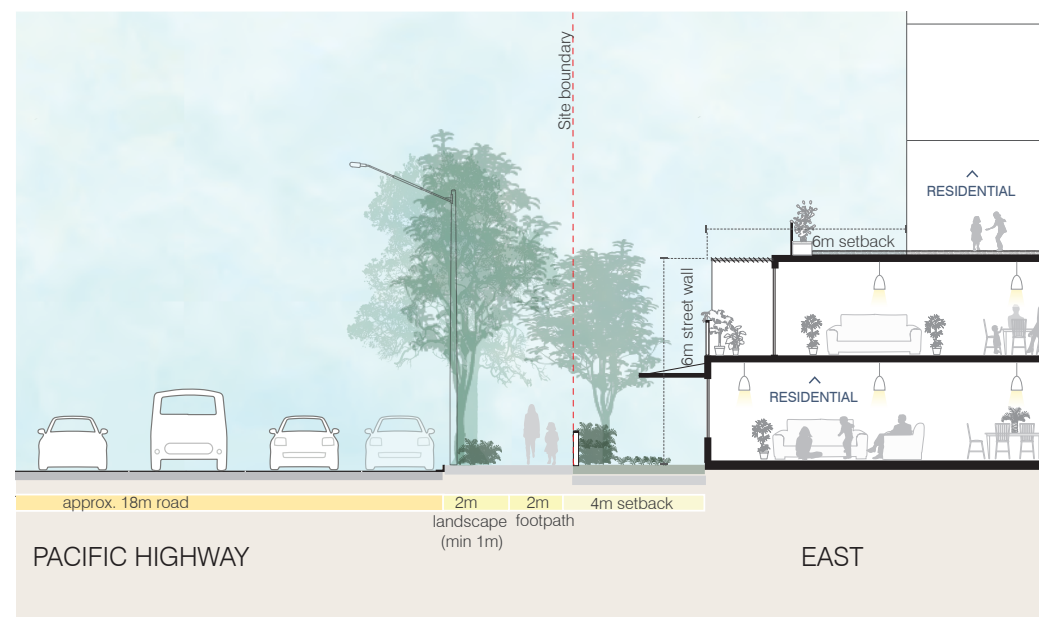 Site boundary
RESIDENTIAL
6m setback
6m street wall
RESIDENTIAL
approx. 18m road
2m
2m
4m setback
landscape
footpath
(min 1m)
PACIFIC HIGHWAY
EAST